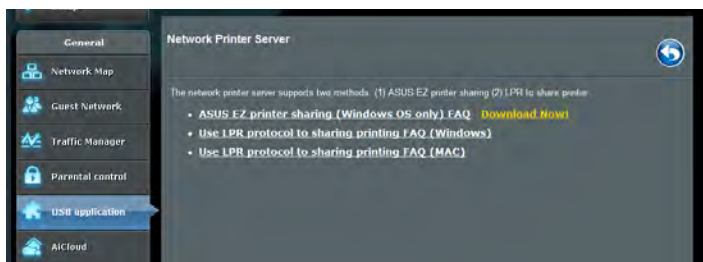 General
Network Map
Guest Network
Traffic Manager
Parental control
USB application
AiCloud
Network Printer Server
The network printer server supports two methods: (1) ASUS EZ printer sharing (2) LPR to share printer
ASUS EZ printer sharing (Windows OS only) FAQ Download Now!
Use LPR protocol to sharing printing FAQ (Windows)
Use LPR protocol to sharing printing FAQ (MAC)